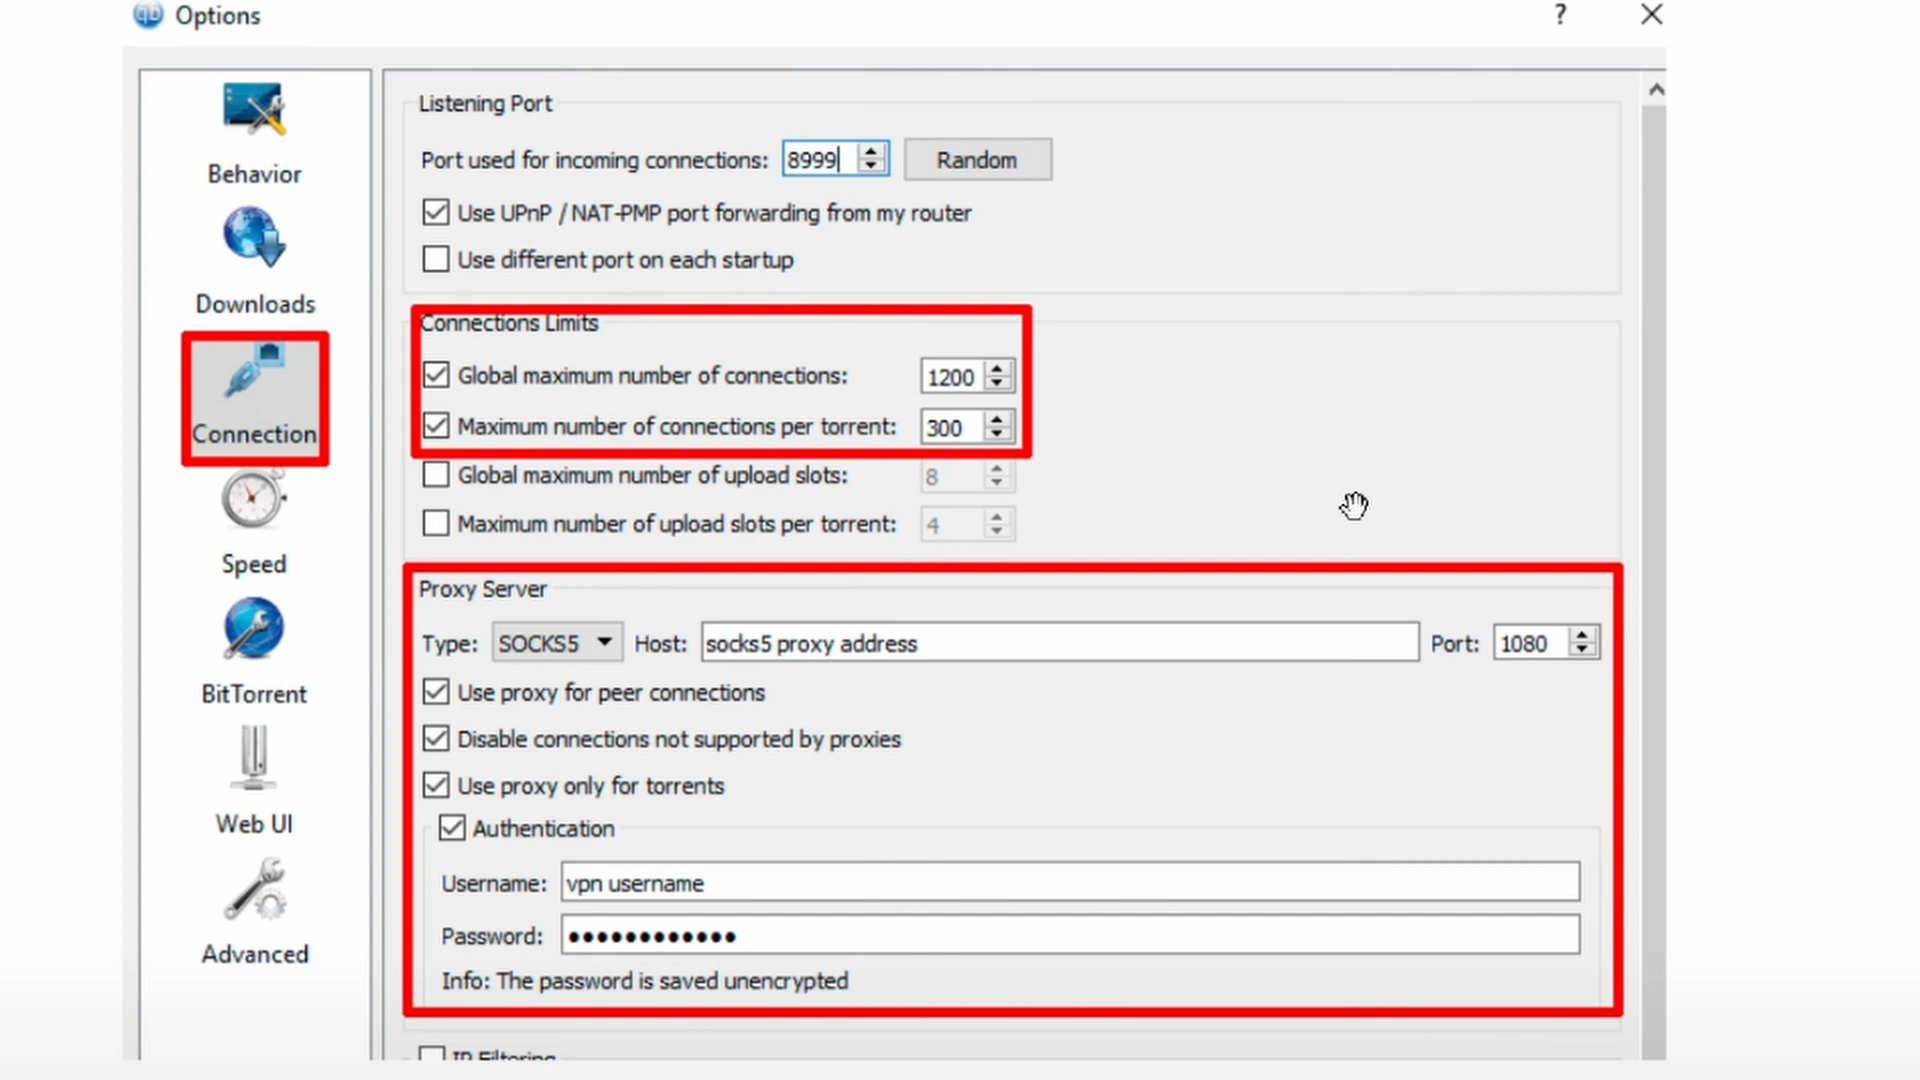 Options
?
Behavior
Downloads
Connection
Speed
BitTorrent
Web UI
Advanced
Listening Port
Port used for incoming connections: 8999 Random
Use UPnP / NAT-PMP port forwarding from my router
Use different port on each startup
Connections Limits
Global maximum number of connections: 1200
Maximum number of connections per torrent: 300
Global maximum number of upload slots: 8
Maximum number of upload slots per torrent: 4
Proxy Server
Type: SOCKS5 Host: socks5 proxy address Port: 1080
Use proxy for peer connections
Disable connections not supported by proxies
Use proxy only for torrents
Authentication
Username: vpn username
Password: ●●●●●●●●●●●●
Info: The password is saved unencrypted
IP Filtering